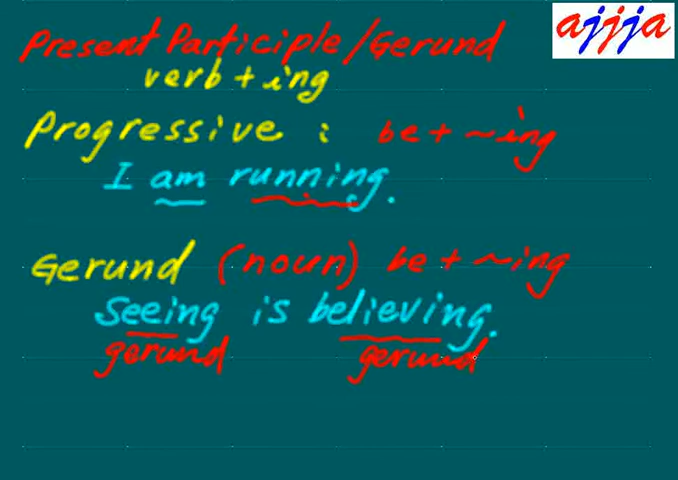 ajjja
Present Participle/Gerund
verb + ing
Progressive : be + ~ing
I am running.
Gerund (noun) be + ~ing
Seeing is believing.
gerund gerund